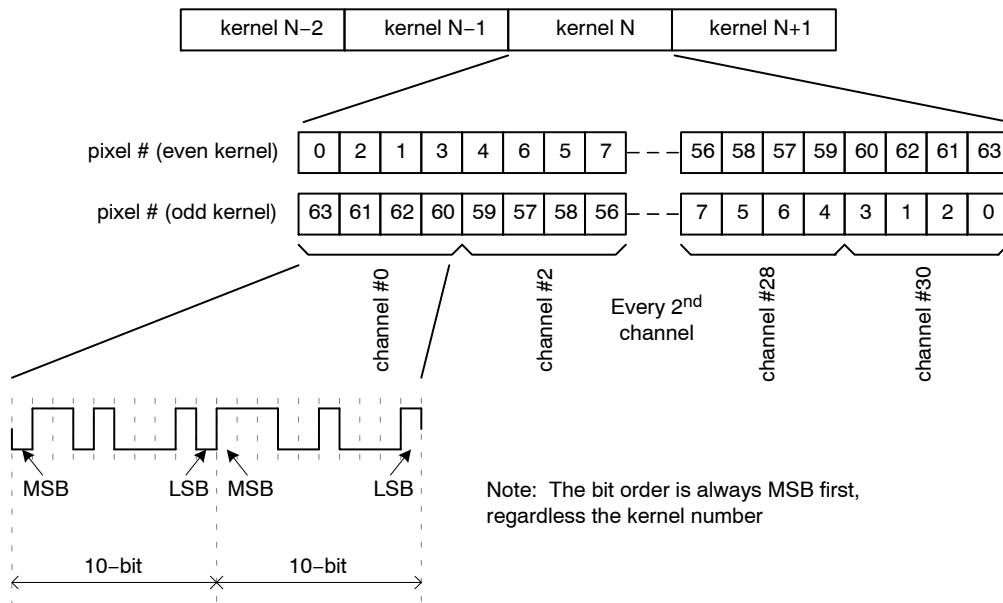 kernel N−2 kernel N−1 kernel N kernel N+1
pixel # (even kernel) 0 2 1 3 4 6 5 7 56 58 57 59 60 62 61 63
pixel # (odd kernel) 63 61 62 60 59 57 58 56 7 5 6 4 3 1 2 0
channel #0
channel #2
Every 2nd
channel
channel #28
channel #30
MSB LSB MSB LSB
Note: The bit order is always MSB first,
regardless the kernel number
10−bit 10−bit